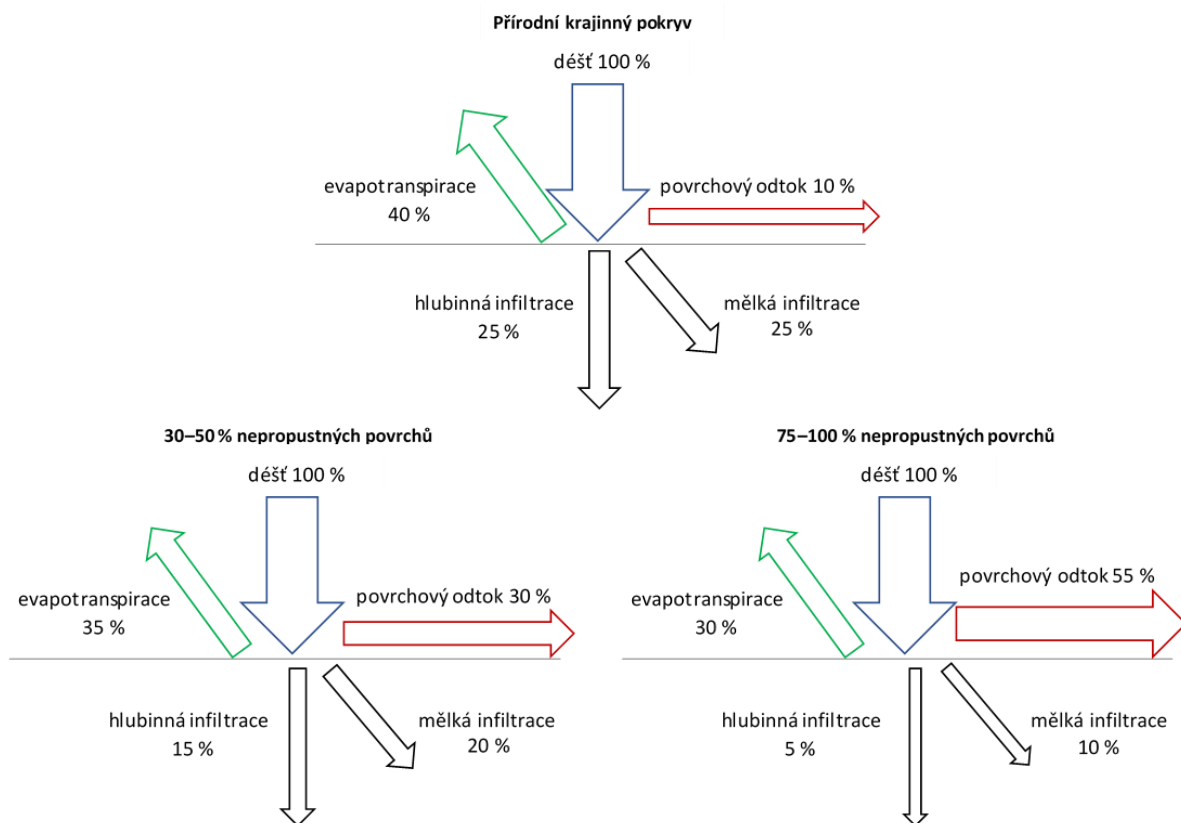 Přírodní krajinný pokryv
déšť 100 %
evapotranspirace
40 %
povrchový odtok 10 %
hlubinná infiltrace
25 %
mělká infiltrace
25 %
30–50 % nepropustných povrchů
déšť 100 %
evapotranspirace
35 %
povrchový odtok 30 %
hlubinná infiltrace
15 %
mělká infiltrace
20 %
75–100 % nepropustných povrchů
déšť 100 %
evapotranspirace
30 %
povrchový odtok 55 %
hlubinná infiltrace
5 %
mělká infiltrace
10 %